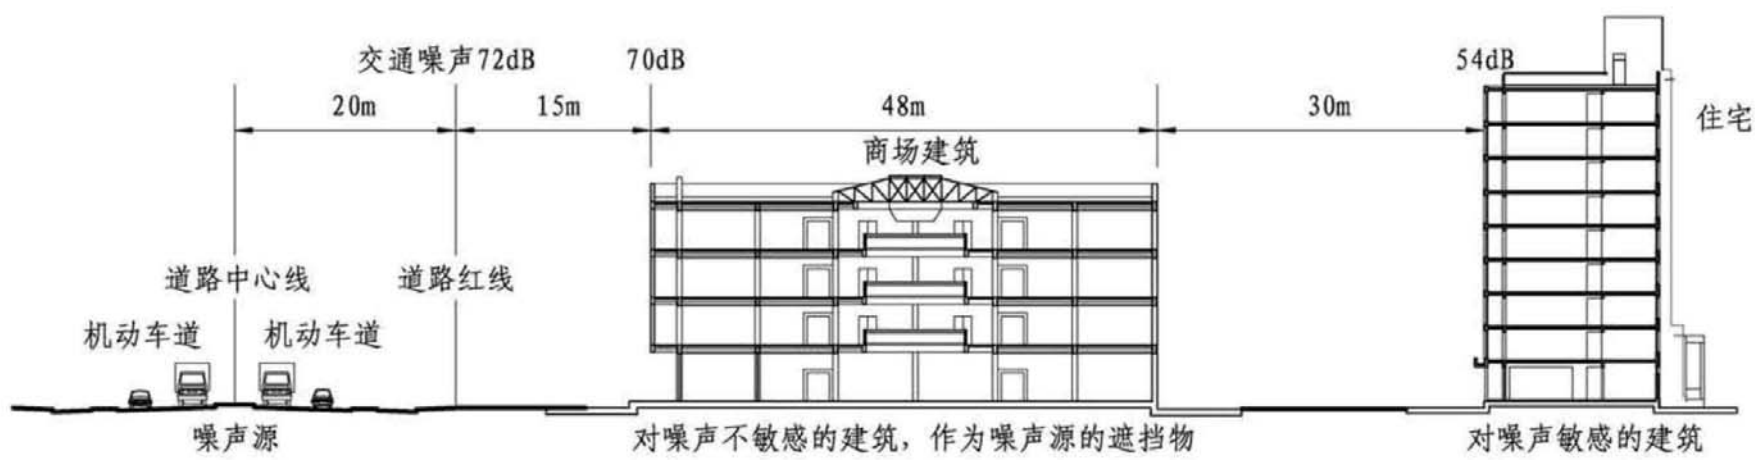 交通噪声72dB
70dB
54dB
20m
15m
48m
30m
商场建筑
住宅
道路中心线
道路红线
机动车道
机动车道
噪声源
对噪声不敏感的建筑，作为噪声源的遮挡物
对噪声敏感的建筑